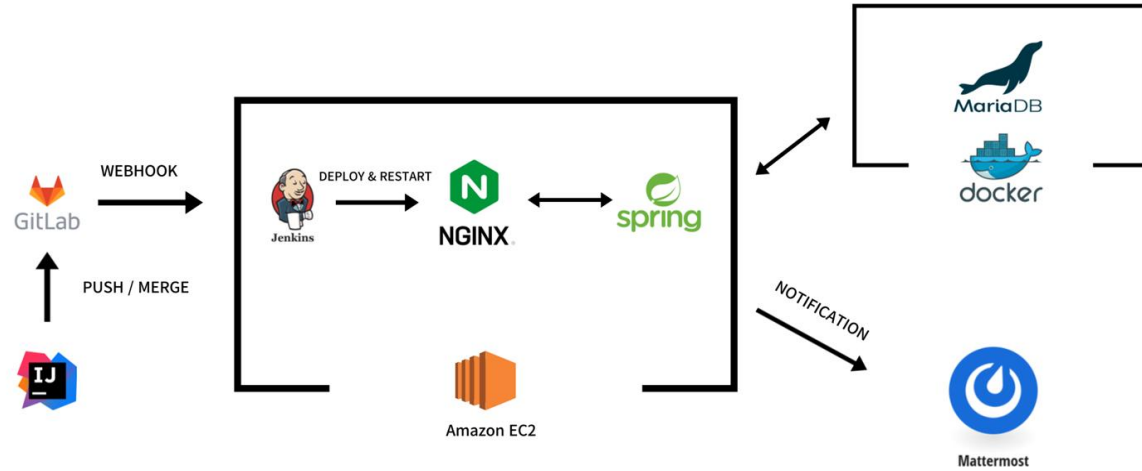 MariaDB
docker
WEBHOOK
GitLab
PUSH / MERGE
IJ
Jenkins
DEPLOY & RESTART
N
NGINX
spring
Amazon EC2
NOTIFICATION
Mattermost